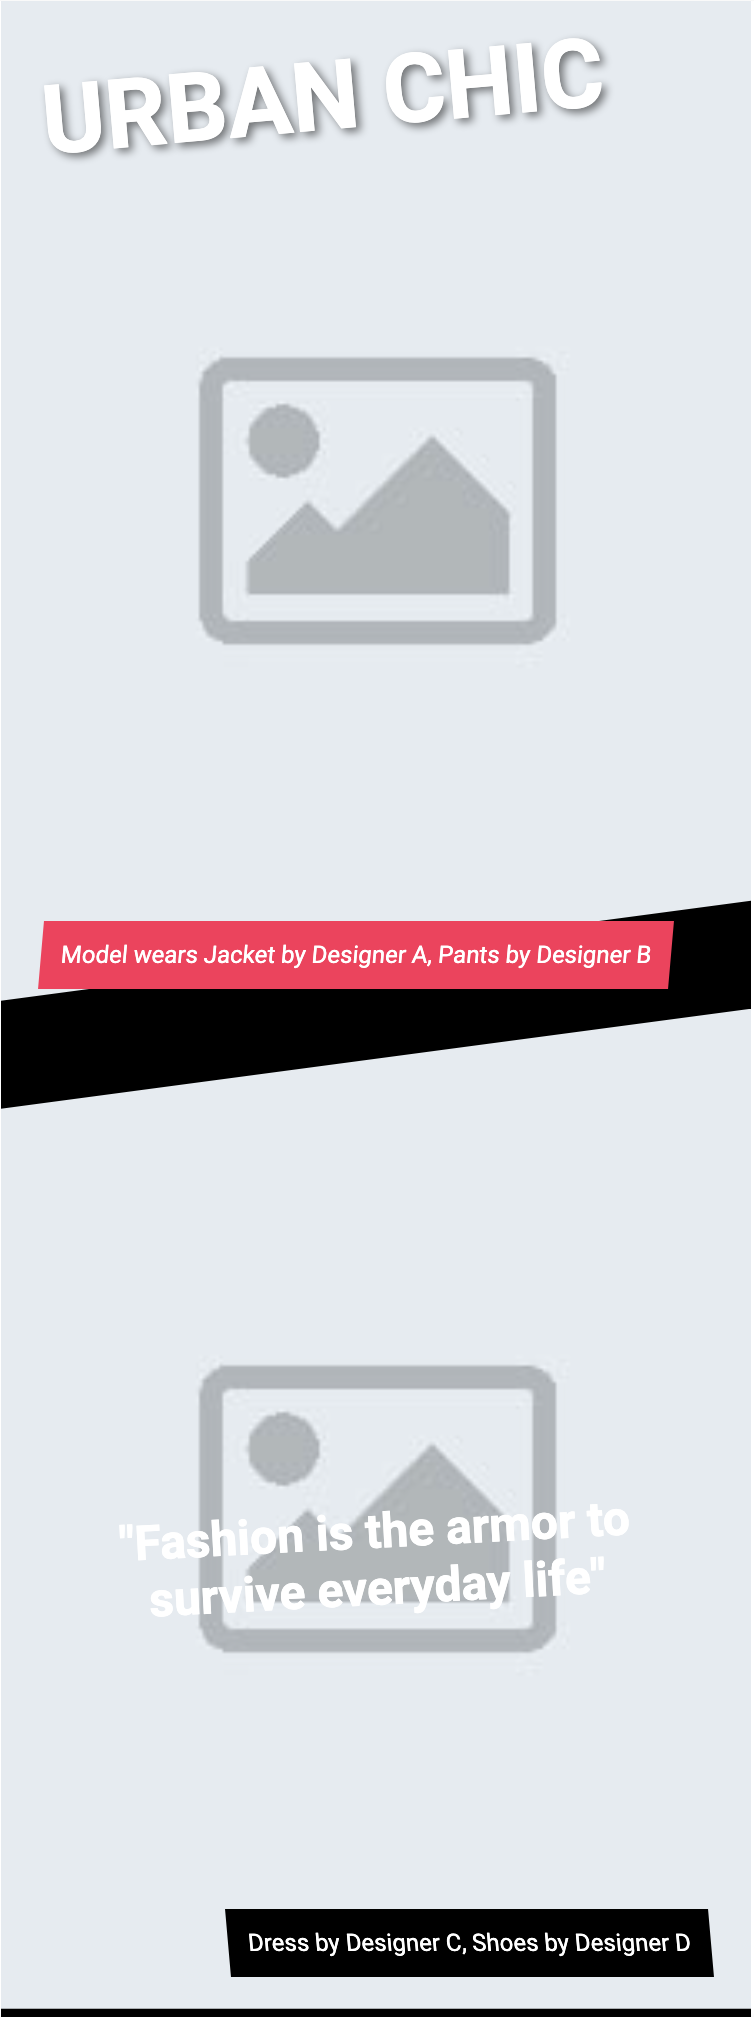 URBAN CHIC
Model wears Jacket by Designer A, Pants by Designer B
"Fashion is the armor to
survive everyday life"
Dress by Designer C, Shoes by Designer D